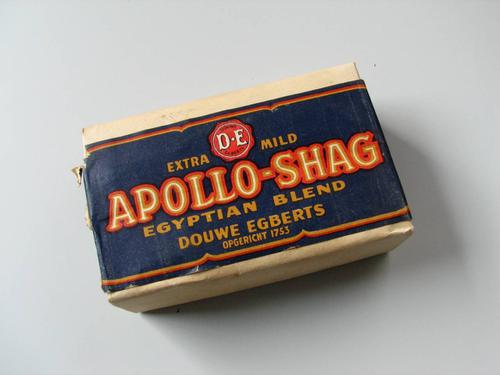 D·E
EXTRA MILD
APOLLO-SHAG
EGYPTIAN BLEND
DOUWE EGBERTS
OPGERICHT 1753